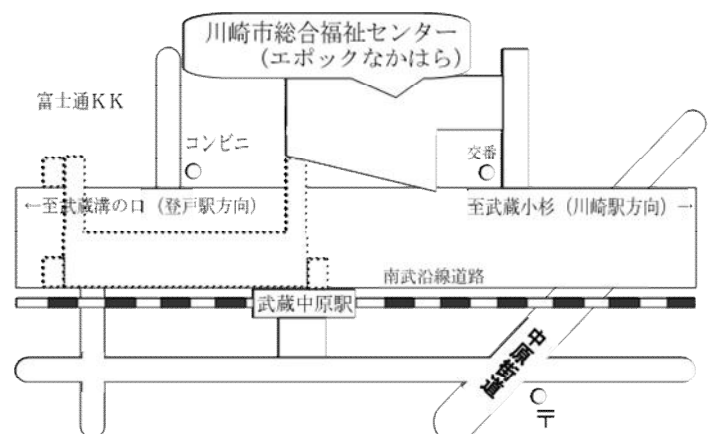 川崎市総合福祉センター
（エポックなかはら）
富士通ＫＫ
コンビニ
交番
←至武蔵溝の口（登戸駅方向）
至武蔵小杉（川崎駅方向）→
南武沿線道路
武蔵中原駅
中原街道
〒